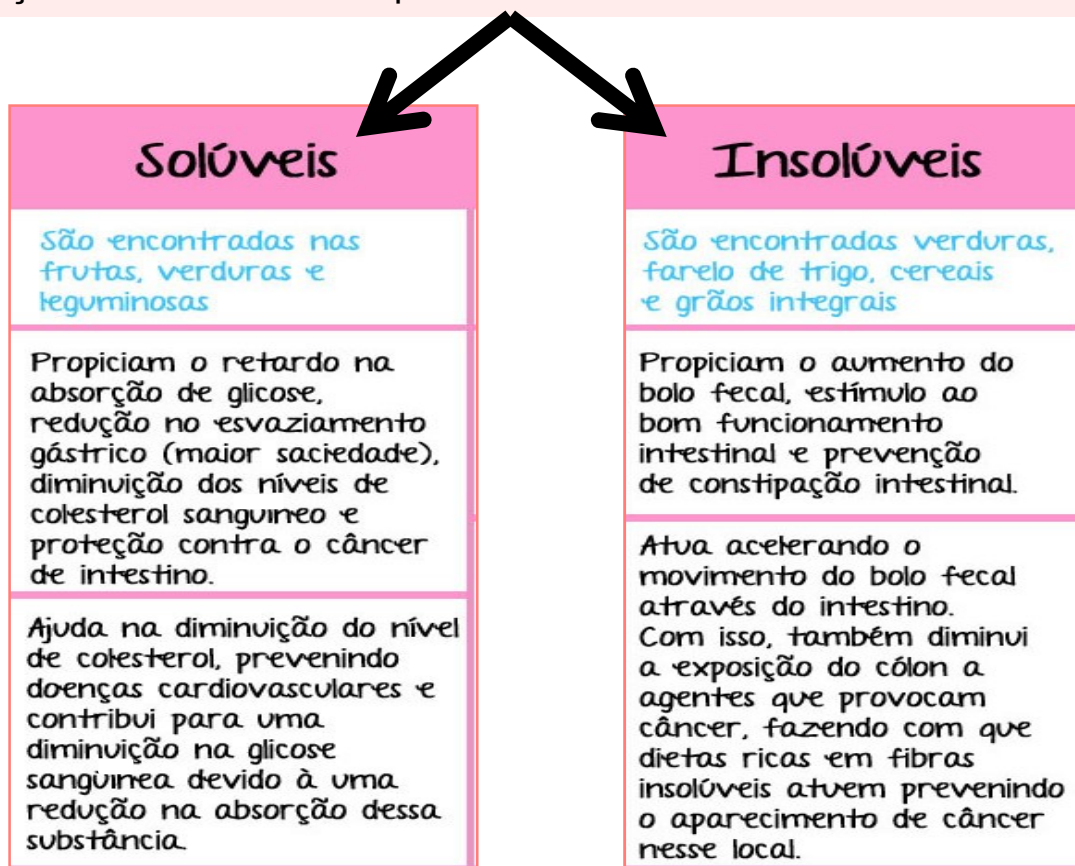 Solúveis
São encontradas nas
frutas, verduras e
leguminosas
Propiciam o retardo na
absorção de glicose,
redução no esvaziamento
gástrico (maior saciedade),
diminuição dos níveis de
colesterol sanguineo e
proteção contra o câncer
de intestino.
Ajuda na diminuição do nível
de colesterol, prevenindo
doenças cardiovasculares e
contribui para uma
diminuição na glicose
sanguinea devido à uma
redução na absorção dessa
substância
Insolúveis
São encontradas verduras,
farelo de trigo, cereais
e grãos integrais
Propiciam o aumento do
bolo fecal, estímulo ao
bom funcionamento
intestinal e prevenção
de constipação intestinal.
Atua acelerando o
movimento do bolo fecal
através do intestino.
Com isso, também diminui
a exposição do cólon a
agentes que provocam
câncer, fazendo com que
dietas ricas em fibras
insolúveis atuem prevenindo
o aparecimento de câncer
nesse local.